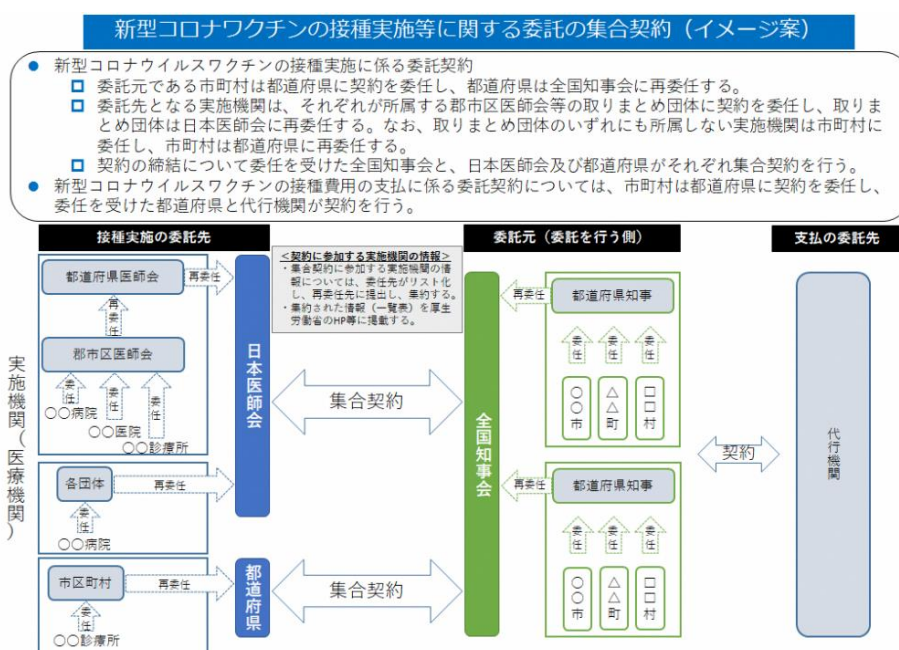 新型コロナワクチンの接種実施等に関する委託の集合契約（イメージ案）
● 新型コロナウイルスワクチンの接種実施に係る委託契約
□ 委託元である市町村は都道府県に契約を委任し、都道府県は全国知事会に再委任する。
□ 委託先となる実施機関は、それぞれが所属する郡市区医師会等の取りまとめ団体に契約を委任し、取りま
とめ団体は日本医師会に再委任する。なお、取りまとめ団体のいずれにも所属しない実施機関は市町村に
委任し、市町村は都道府県に再委任する。
□ 契約の締結について委任を受けた全国知事会と、日本医師会及び都道府県がそれぞれ集合契約を行う。
● 新型コロナウイルスワクチンの接種費用の支払に係る委託契約については、市町村は都道府県に契約を委任し、
委任を受けた都道府県と代行機関が契約を行う。
接種実施の委託先
委託元（委託を行う側）
支払の委託先
＜契約に参加する実施機関の情報＞
・集合契約に参加する実施機関の情
報については、委任先がリスト化
し、再委任先に提出し、集約する。
・集約された情報（一覧表）を厚生
労働省のHP等に掲載する。
実施機関（医療機関）
都道府県医師会
再委任
再委任
郡市区医師会
委任
委任
委任
〇〇病院
〇〇医院
〇〇診療所
各団体
再委任
委任
〇〇病院
市区町村
再委任
委任
〇〇診療所
日本医師会
都道府県
集合契約
集合契約
全国知事会
再委任
都道府県知事
委任
委任
委任
〇〇市
△△町
□□村
再委任
都道府県知事
委任
委任
委任
〇〇市
△△町
□□村
契約
代行機関